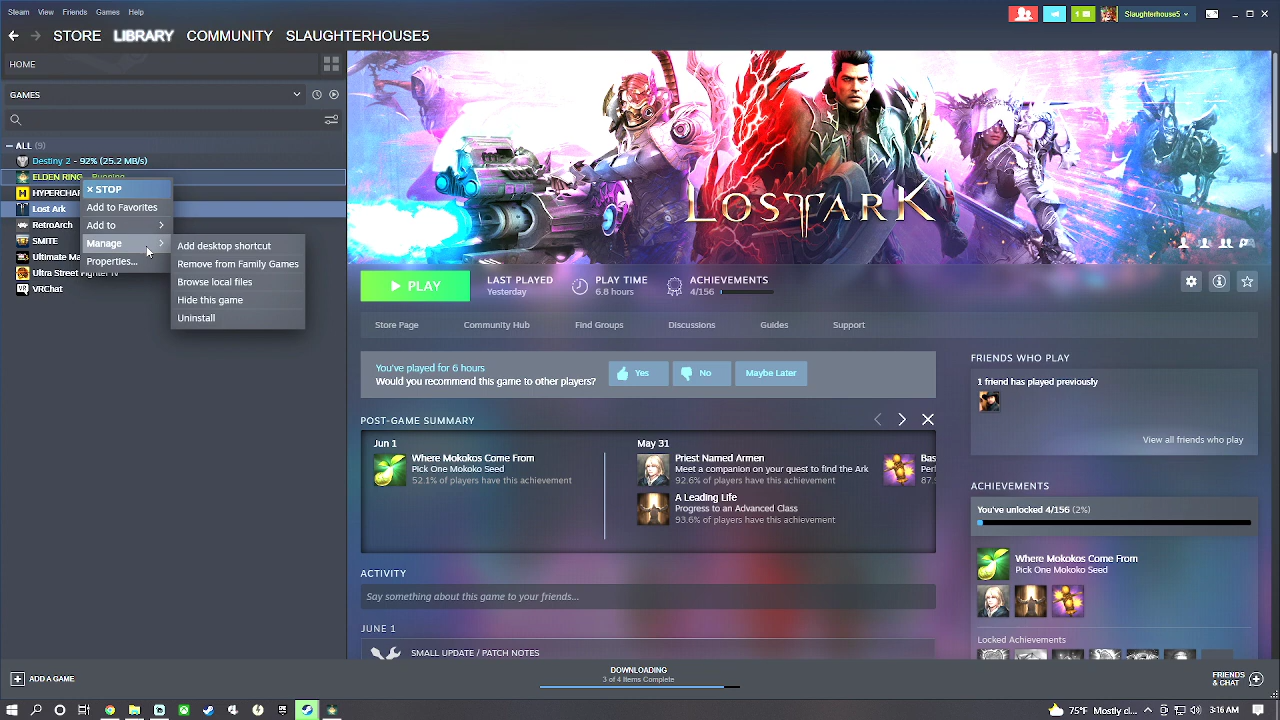 Steam View Friends Games Help
1
Slaughterhouse5
STORE LIBRARY COMMUNITY SLAUGHTERHOUSE5
HOME
GAMES
ALL
Destiny 2 - 92% (25.2 MB/S)
ELDEN RING - Running
HYPERCHA
Lost Ark
Rotor
SMITE
Ultra Street Fighter IV
VRChat
× STOP
Add to Favorites
Add to
Manage
Properties...
Add desktop shortcut
Remove from Family Games
Browse local files
Hide this game
Uninstall
LOST ARK
PLAY
LAST PLAYED
Yesterday
PLAY TIME
6.8 hours
ACHIEVEMENTS
4/156
Store Page Community Hub Find Groups Discussions Guides Support
You've played for 6 hours
Would you recommend this game to other players?
Yes No Maybe Later
POST-GAME SUMMARY
Jun 1
Where Mokokos Come From
Pick One Mokoko Seed
52.1% of players have this achievement
May 31
Priest Named Armen
Meet a companion on your quest to find the Ark
92.6% of players have this achievement
A Leading Life
Progress to an Advanced Class
93.6% of players have this achievement
Bas
Per
87.
ACTIVITY
Say something about this game to your friends...
JUNE 1
SMALL UPDATE / PATCH NOTES
FRIENDS WHO PLAY
1 friend has played previously
View all friends who play
ACHIEVEMENTS
You've unlocked 4/156 (2%)
Where Mokokos Come From
Pick One Mokoko Seed
Locked Achievements
ADD A GAME
DOWNLOADING
3 of 4 Items Complete
FRIENDS
& CHAT
75°F
3:16 AM